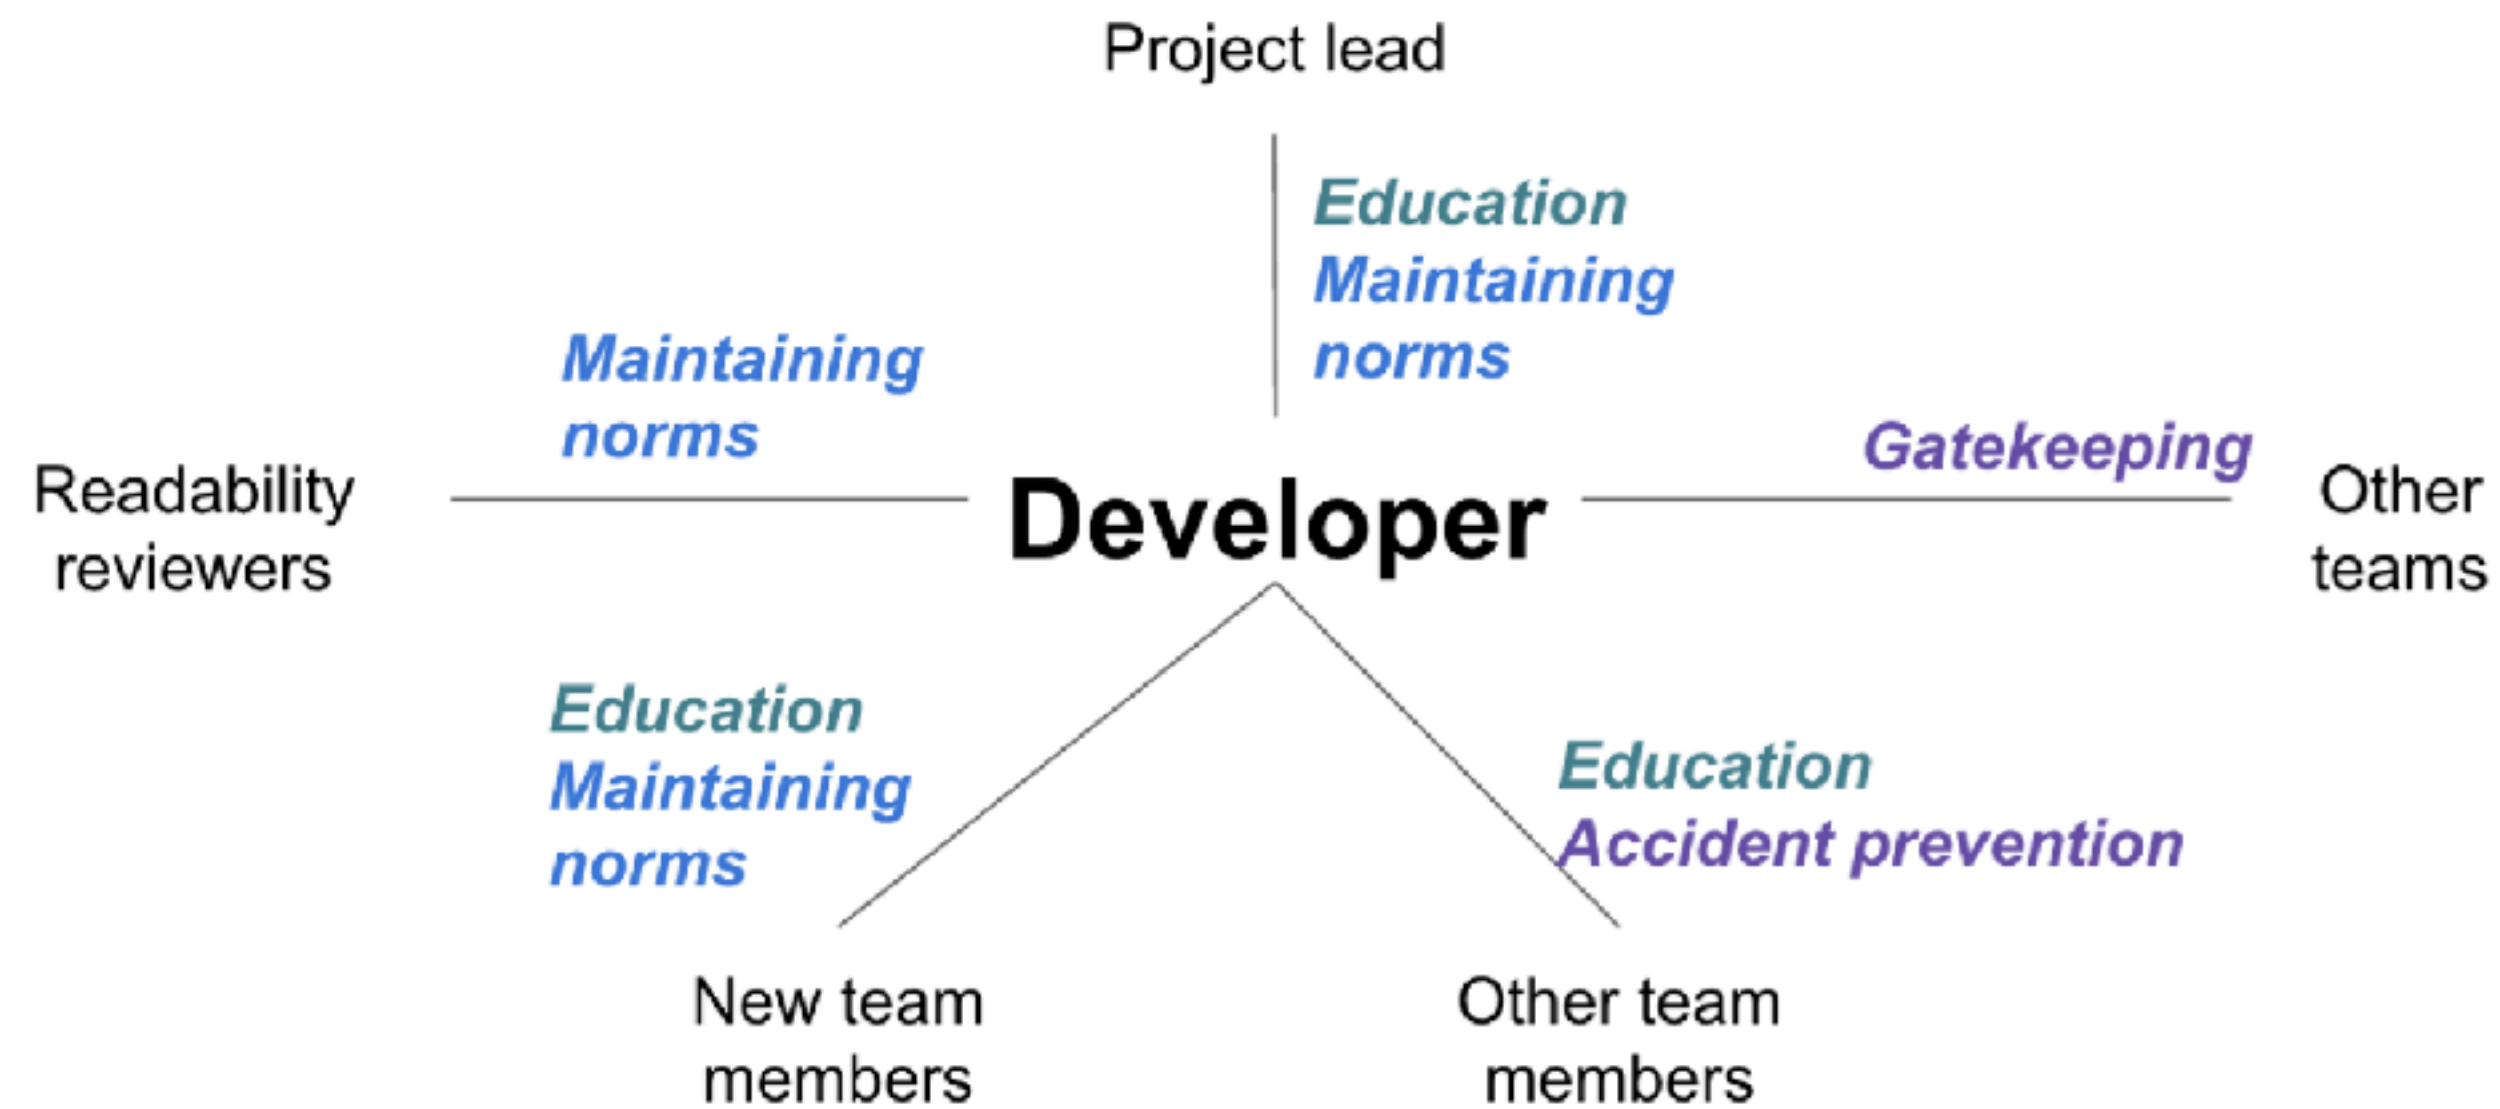 Project lead
Education
Maintaining
norms
Maintaining
norms
Gatekeeping
Readability
reviewers
Developer
Other
teams
Education
Maintaining
norms
Education
Accident prevention
New team
members
Other team
members